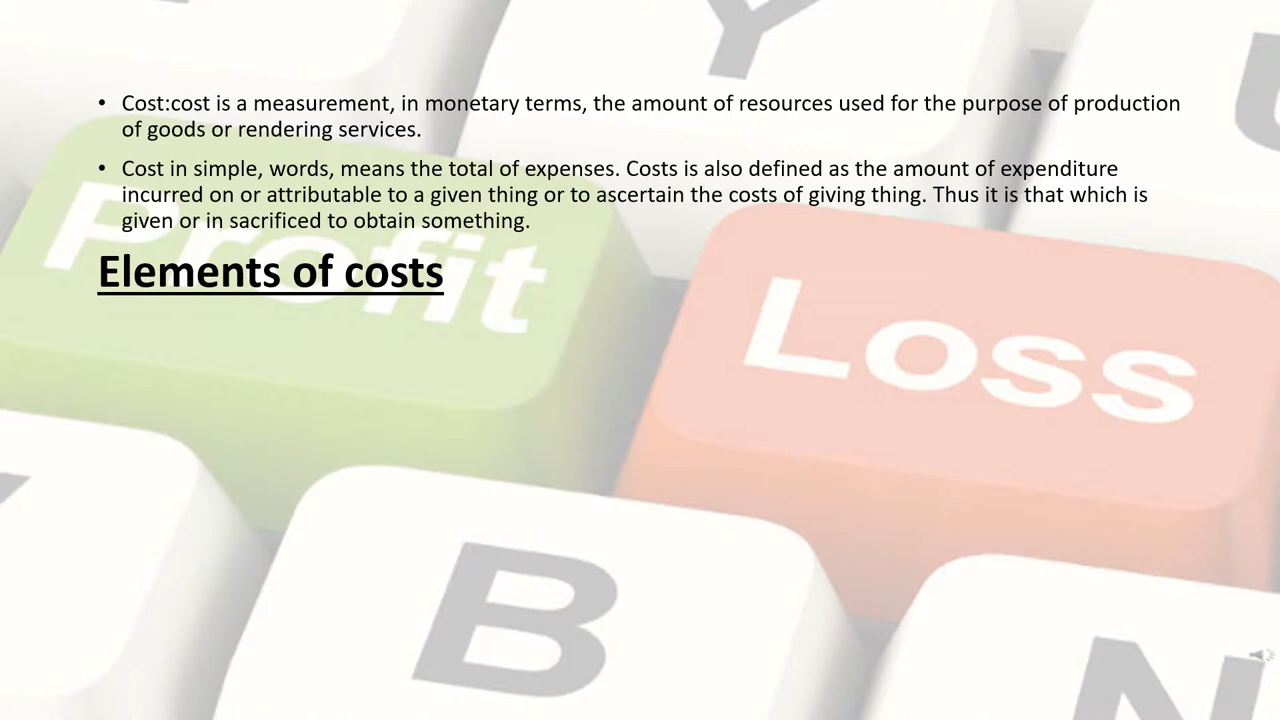 Y
U
• Cost:cost is a measurement, in monetary terms, the amount of resources used for the purpose of production
of goods or rendering services.
• Cost in simple, words, means the total of expenses. Costs is also defined as the amount of expenditure
incurred on or attributable to a given thing or to ascertain the costs of giving thing. Thus it is that which is
given or in sacrificed to obtain something.
Profit
Elements of costs
Loss
B
N